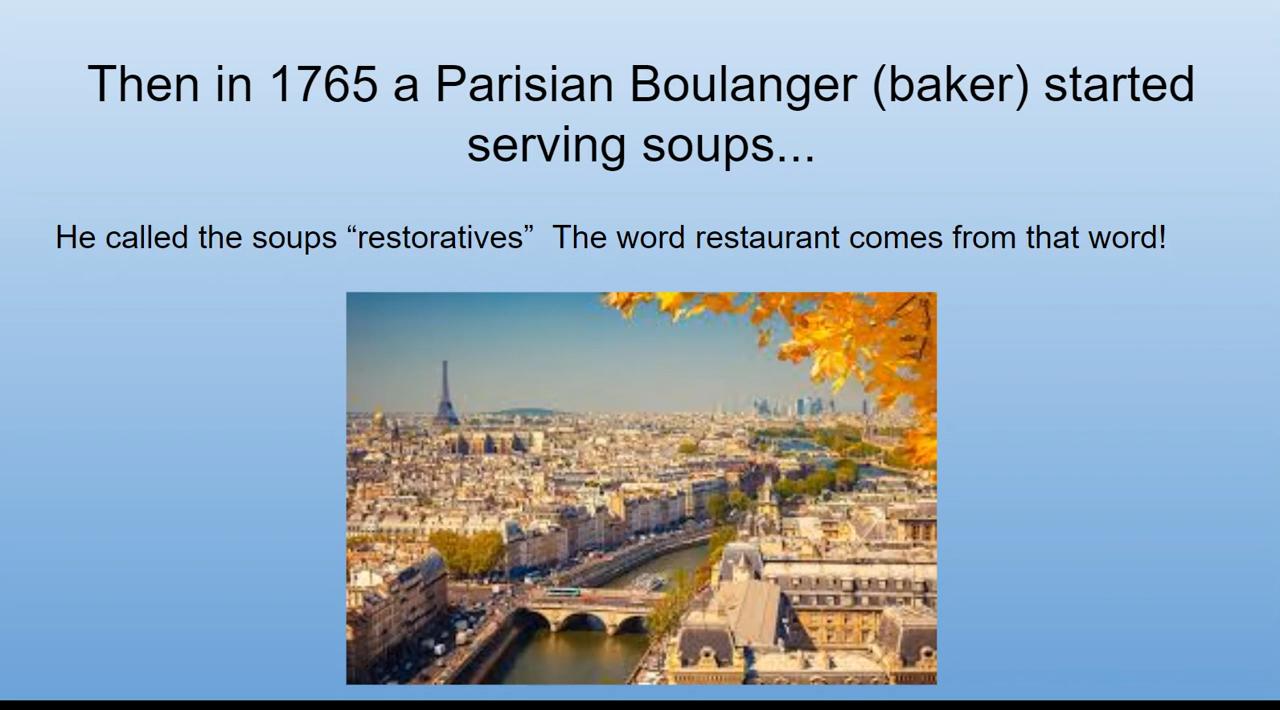 Then in 1765 a Parisian Boulanger (baker) started
serving soups...
He called the soups “restoratives”  The word restaurant comes from that word!